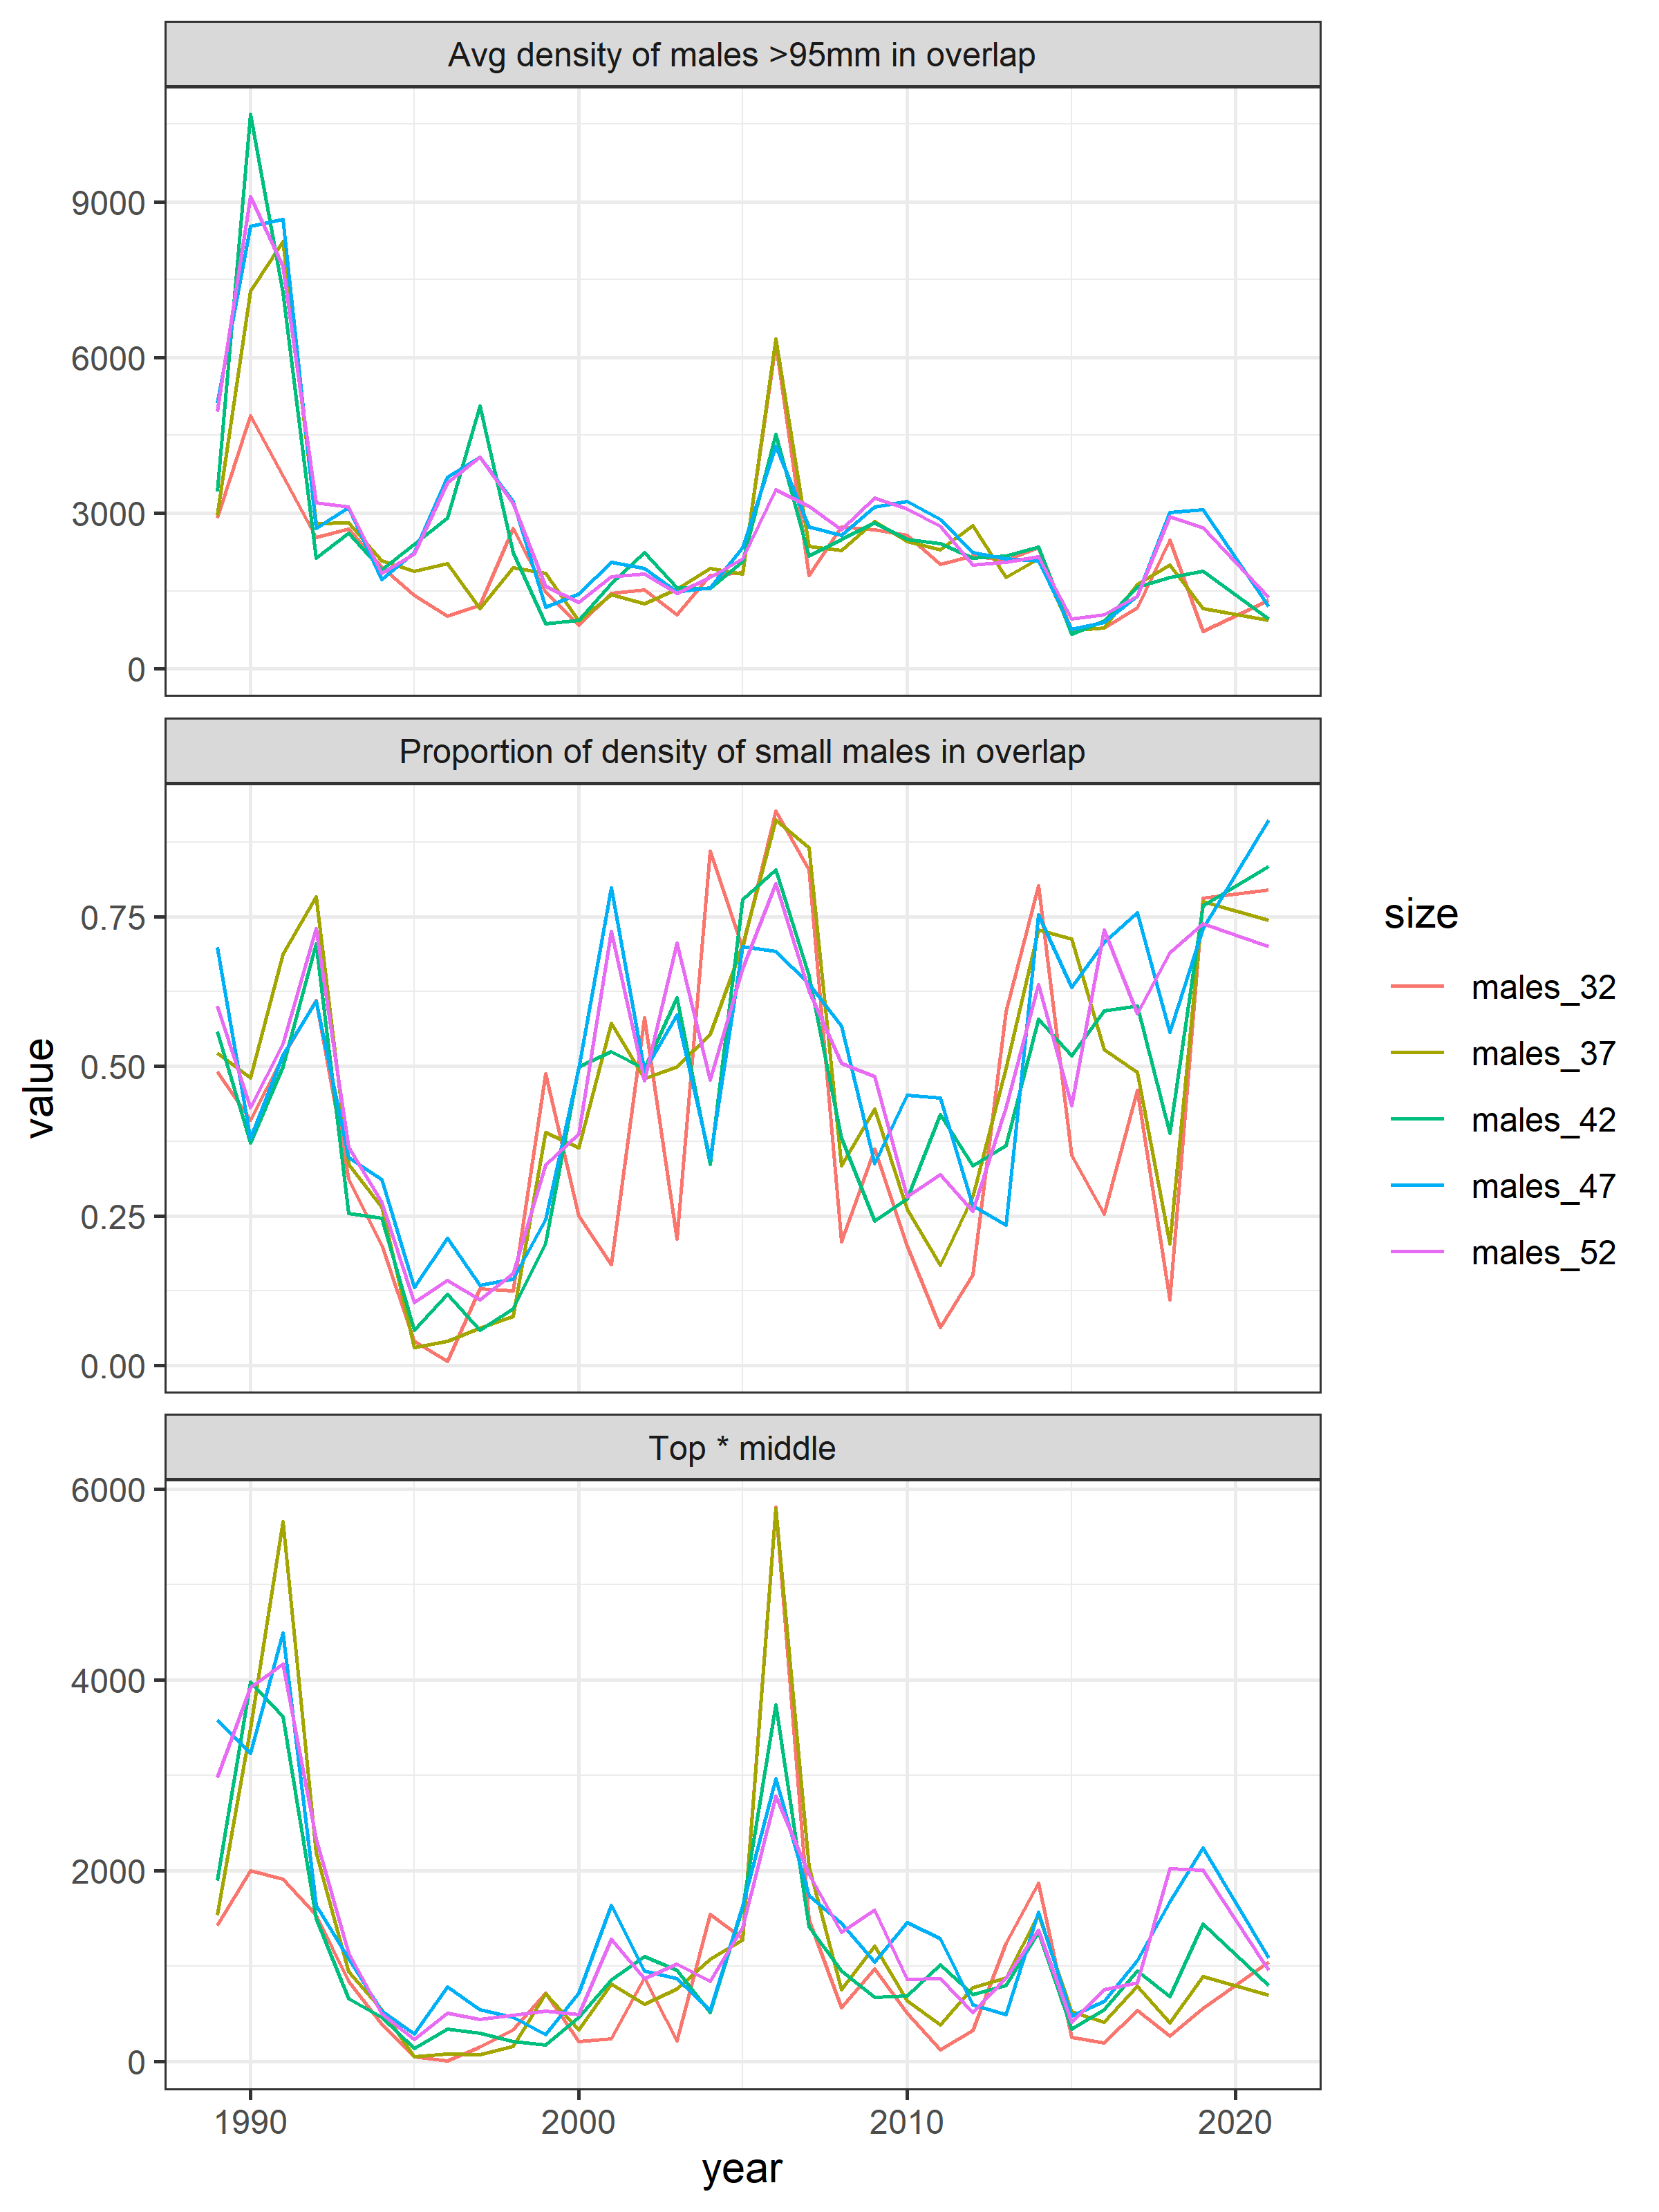 Avg density of males >95mm in overlap
9000
6000
3000
0
Proportion of density of small males in overlap
0.75
0.50
0.25
0.00
value
size
males_32
males_37
males_42
males_47
males_52
Top * middle
6000
4000
2000
0
1990 2000 2010 2020
year